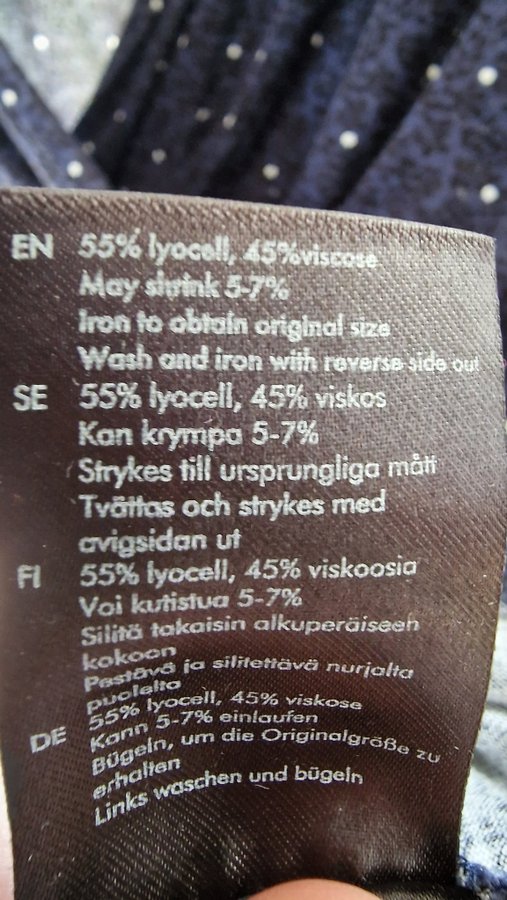 EN 55% lyocell, 45%viscose
May shrink 5-7%
Iron to obtain original size
Wash and iron with reverse side out
SE 55% lyocell, 45% viskos
Kan krympa 5-7%
Strykes till ursprungliga mått
Tvättas och strykes med
avigsidan ut
FI 55% lyocell, 45% viskoosia
Voi kutistua 5-7%
Silitä takaisin alkuperäiseen
kokoon
Pestävä ja silitettävä nurjalta
puolelta
DE 55% lyocell, 45% viskose
Kann 5-7% einlaufen
Bügeln, um die Originalgröße zu
erhalten
Links waschen und bügeln